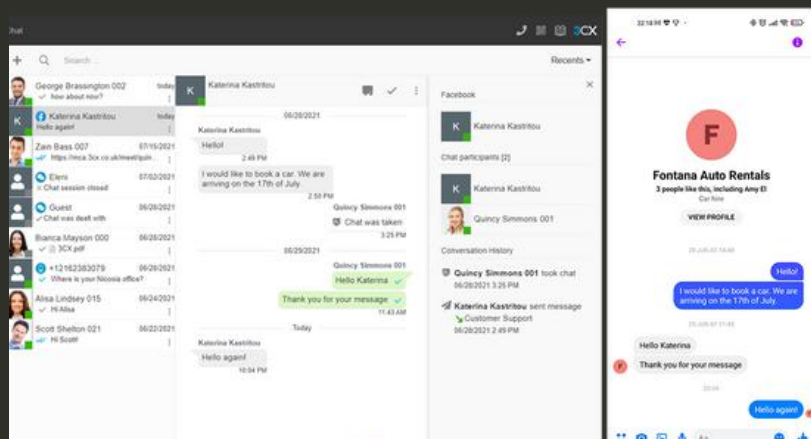 Chat
3CX
Search ...
Recents
George Brassington 002
today
how about now?
Katerina Kastritou
today
Hello again!
Zain Bass 007
07/15/2021
https://mca.3cx.co.uk/meet/quin...
Eleni
07/02/2021
Chat session closed
Guest
06/28/2021
Chat was dealt with
Bianca Mayson 000
06/28/2021
3CX.pdf
+12162383079
06/28/2021
Where is your Nicosia office?
Alisa Lindsey 015
06/24/2021
Hi Alisa
Scott Shelton 021
06/22/2021
Hi Scott!
K
Katerina Kastritou
06/28/2021
Katerina Kastritou
Hello!
2:49 PM
I would like to book a car. We are
arriving on the 17th of July.
2:50 PM
Quincy Simmons 001
Chat was taken
3:25 PM
06/29/2021
Quincy Simmons 001
Hello Katerina
Thank you for your message
11:43 AM
Today
Katerina Kastritou
Hello again!
10:04 PM
Facebook
K
Katerina Kastritou
Chat participants [2]
K
Katerina Kastritou
Quincy Simmons 001
Conversation History
Quincy Simmons 001 took chat
06/28/2021 3:25 PM
Katerina Kastritou sent message
Customer Support
06/28/2021 2:49 PM
F
Fontana Auto Rentals
3 people like this, including Amy El
Car hire
VIEW PROFILE
Hello!
I would like to book a car. We are
arriving on the 17th of July.
Hello Katerina
F
Thank you for your message
Hello again!
Aa